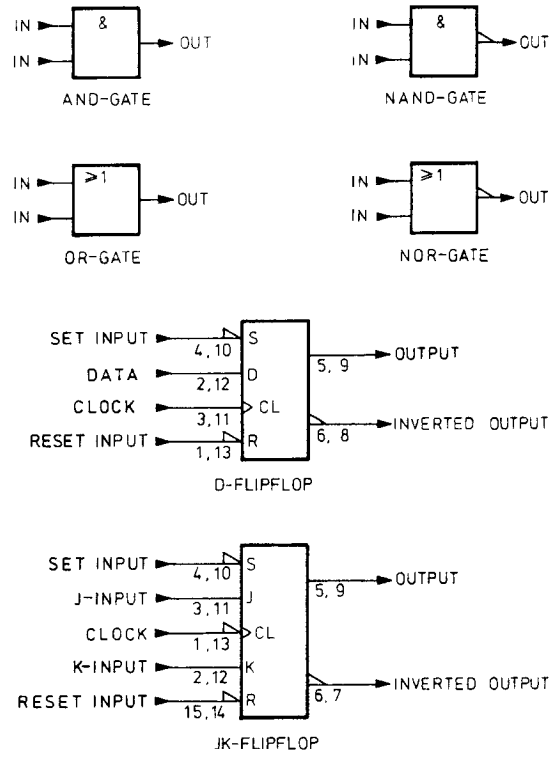 IN & OUT
IN
AND-GATE
IN & OUT
IN
NAND-GATE
IN ⩾1 OUT
IN
OR-GATE
IN ⩾1 OUT
IN
NOR-GATE
SET INPUT 4,10 S
DATA 2,12 D
CLOCK 3,11 CL
RESET INPUT 1,13 R
5,9 OUTPUT
6,8 INVERTED OUTPUT
D-FLIPFLOP
SET INPUT 4,10 S
J-INPUT 3,11 J
CLOCK 1,13 CL
K-INPUT 2,12 K
RESET INPUT 15,14 R
5,9 OUTPUT
6,7 INVERTED OUTPUT
JK-FLIPFLOP